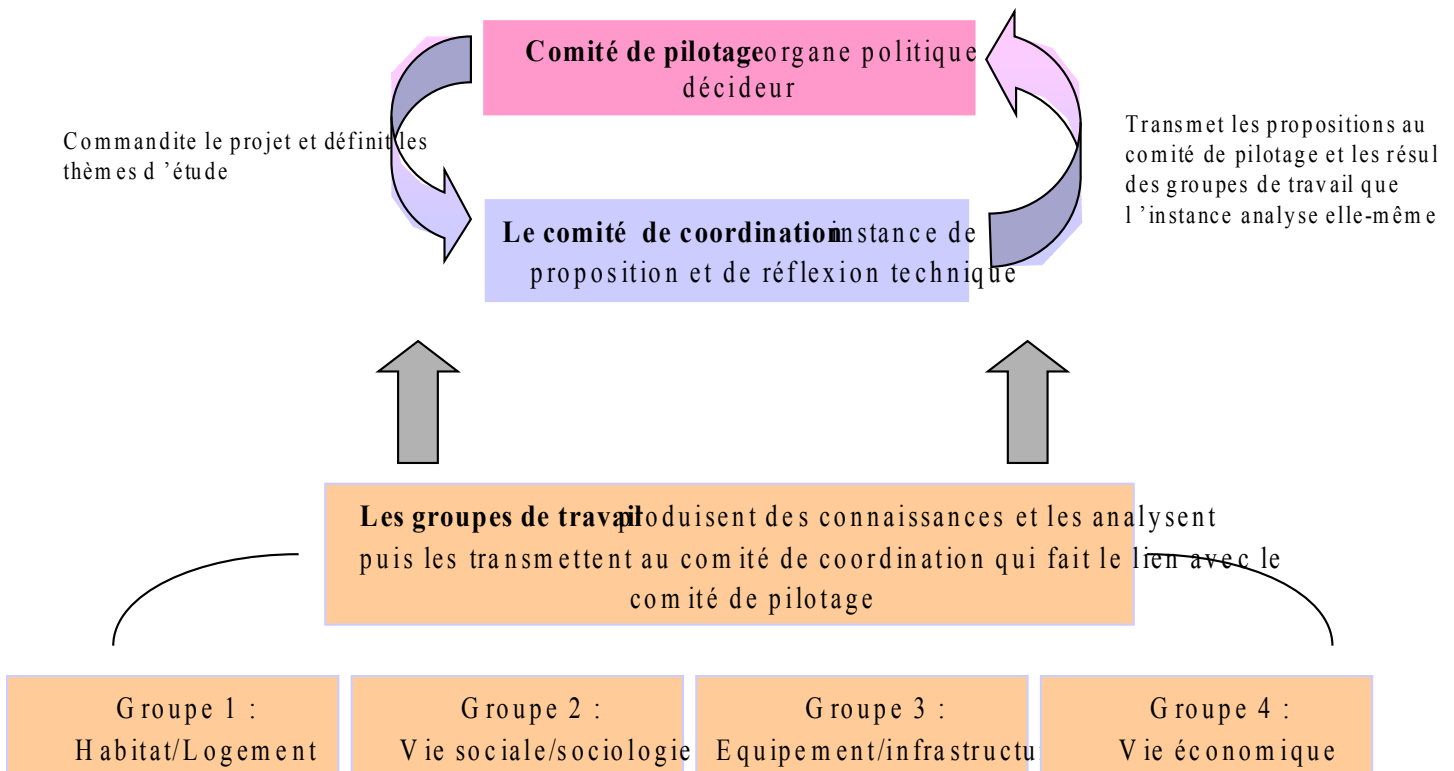 Comité de pilotage organe politique
décideur
Commandite le projet et définit les
thèmes d ’étude
Transmet les propositions au
comité de pilotage et les résul
des groupes de travail que
l ’instance analyse elle-même
Le comité de coordination instance de
proposition et de réflexion technique
Les groupes de travail produisent des connaissances et les analysent
puis les transmettent au comité de coordination qui fait le lien avec le
comité de pilotage
Groupe 1 :
Habitat/Logement
Groupe 2 :
Vie sociale/sociologie
Groupe 3 :
Equipement/infrastructu
Groupe 4 :
Vie économique